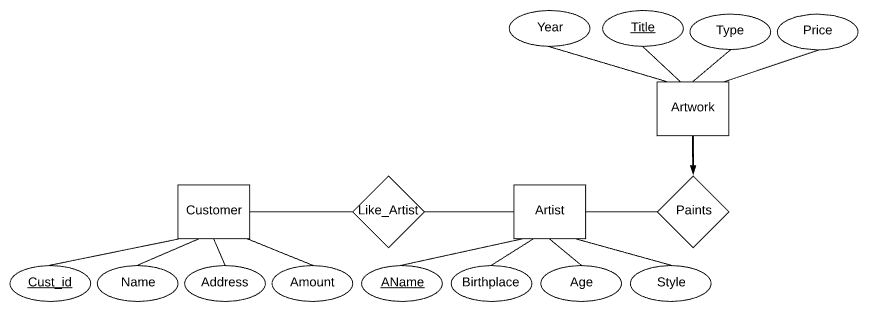 Year
Title
Type
Price
Artwork
Customer
Like_Artist
Artist
Paints
Cust_id
Name
Address
Amount
AName
Birthplace
Age
Style